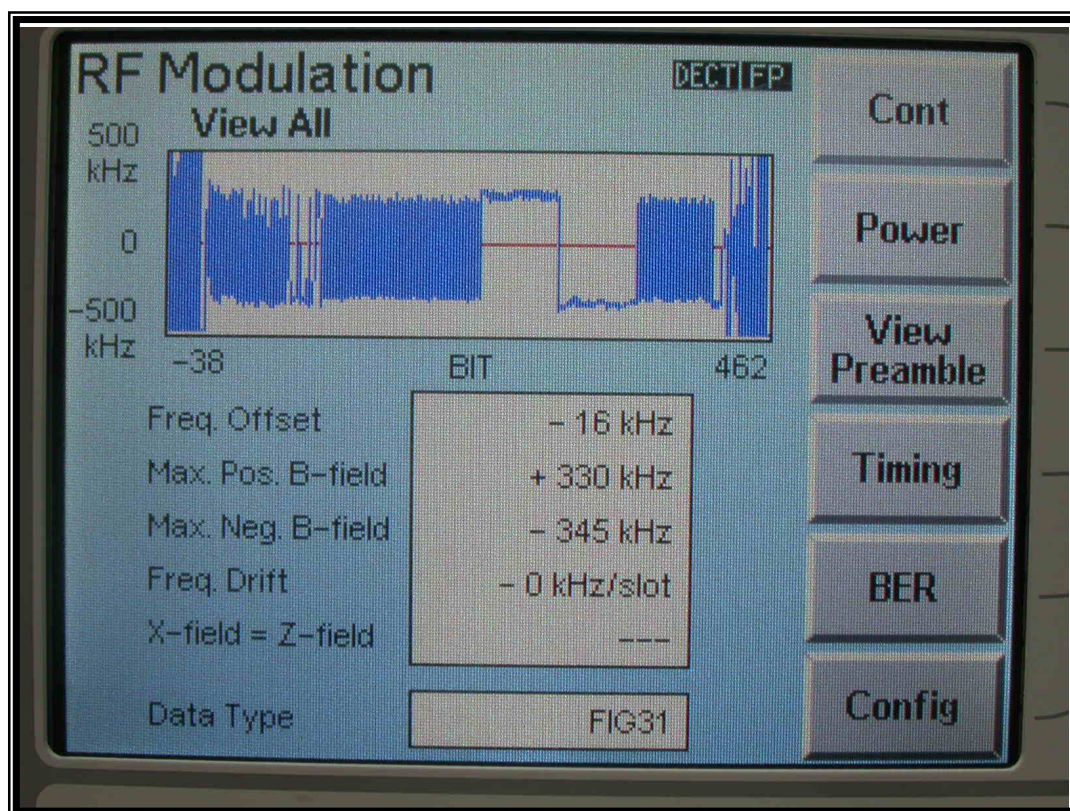 RF Modulation DECT FP
View All
500
kHz
0
-500
kHz
-38 BIT 462
Freq. Offset - 16 kHz
Max. Pos. B-field + 330 kHz
Max. Neg. B-field - 345 kHz
Freq. Drift - 0 kHz/slot
X-field = Z-field ---
Data Type FIG31
Cont
Power
View
Preamble
Timing
BER
Config